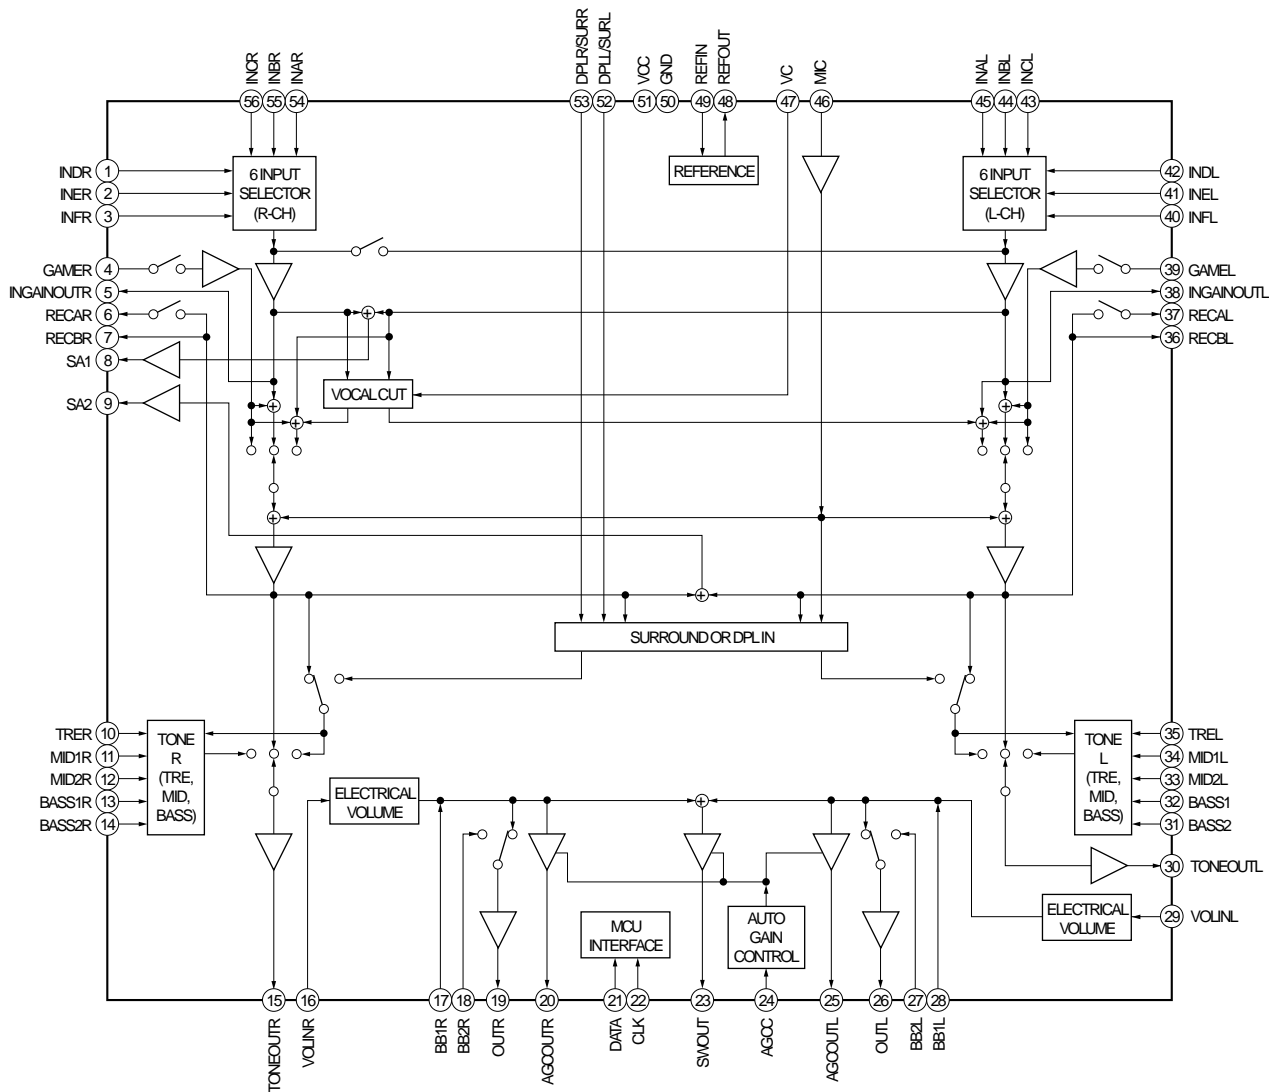 INCR
INBR
INAR
DPLR/SURR
DPLL/SURL
VCC
GND
REFIN
REFOUT
VC
MIC
INAL
INBL
INCL
56 55 54 53 52 51 50 49 48 47 46 45 44 43
INDR 1
INER 2
INFR 3
6 INPUT
SELECTOR
(R-CH)
REFERENCE
6 INPUT
SELECTOR
(L-CH)
42 INDL
41 INEL
40 INFL
GAMER 4
INGAINOUTR 5
RECAR 6
RECBR 7
SA1 8
SA2 9
39 GAMEL
38 INGAINOUTL
37 RECAL
36 RECBL
VOCAL CUT
SURROUND OR DPL IN
TRER 10
MID1R 11
MID2R 12
BASS1R 13
BASS2R 14
TONE
R
(TRE,
MID,
BASS)
TONE
L
(TRE,
MID,
BASS)
35 TREL
34 MID1L
33 MID2L
32 BASS1
31 BASS2
30 TONEOUTL
29 VOLINL
ELECTRICAL
VOLUME
MCU
INTERFACE
AUTO
GAIN
CONTROL
ELECTRICAL
VOLUME
15 16 17 18 19 20 21 22 23 24 25 26 27 28
TONEOUTR
VOLINR
BB1R
BB2R
OUTR
AGCOUTR
DATA
CLK
SWOUT
AGCC
AGCOUTL
OUTL
BB2L
BB1L